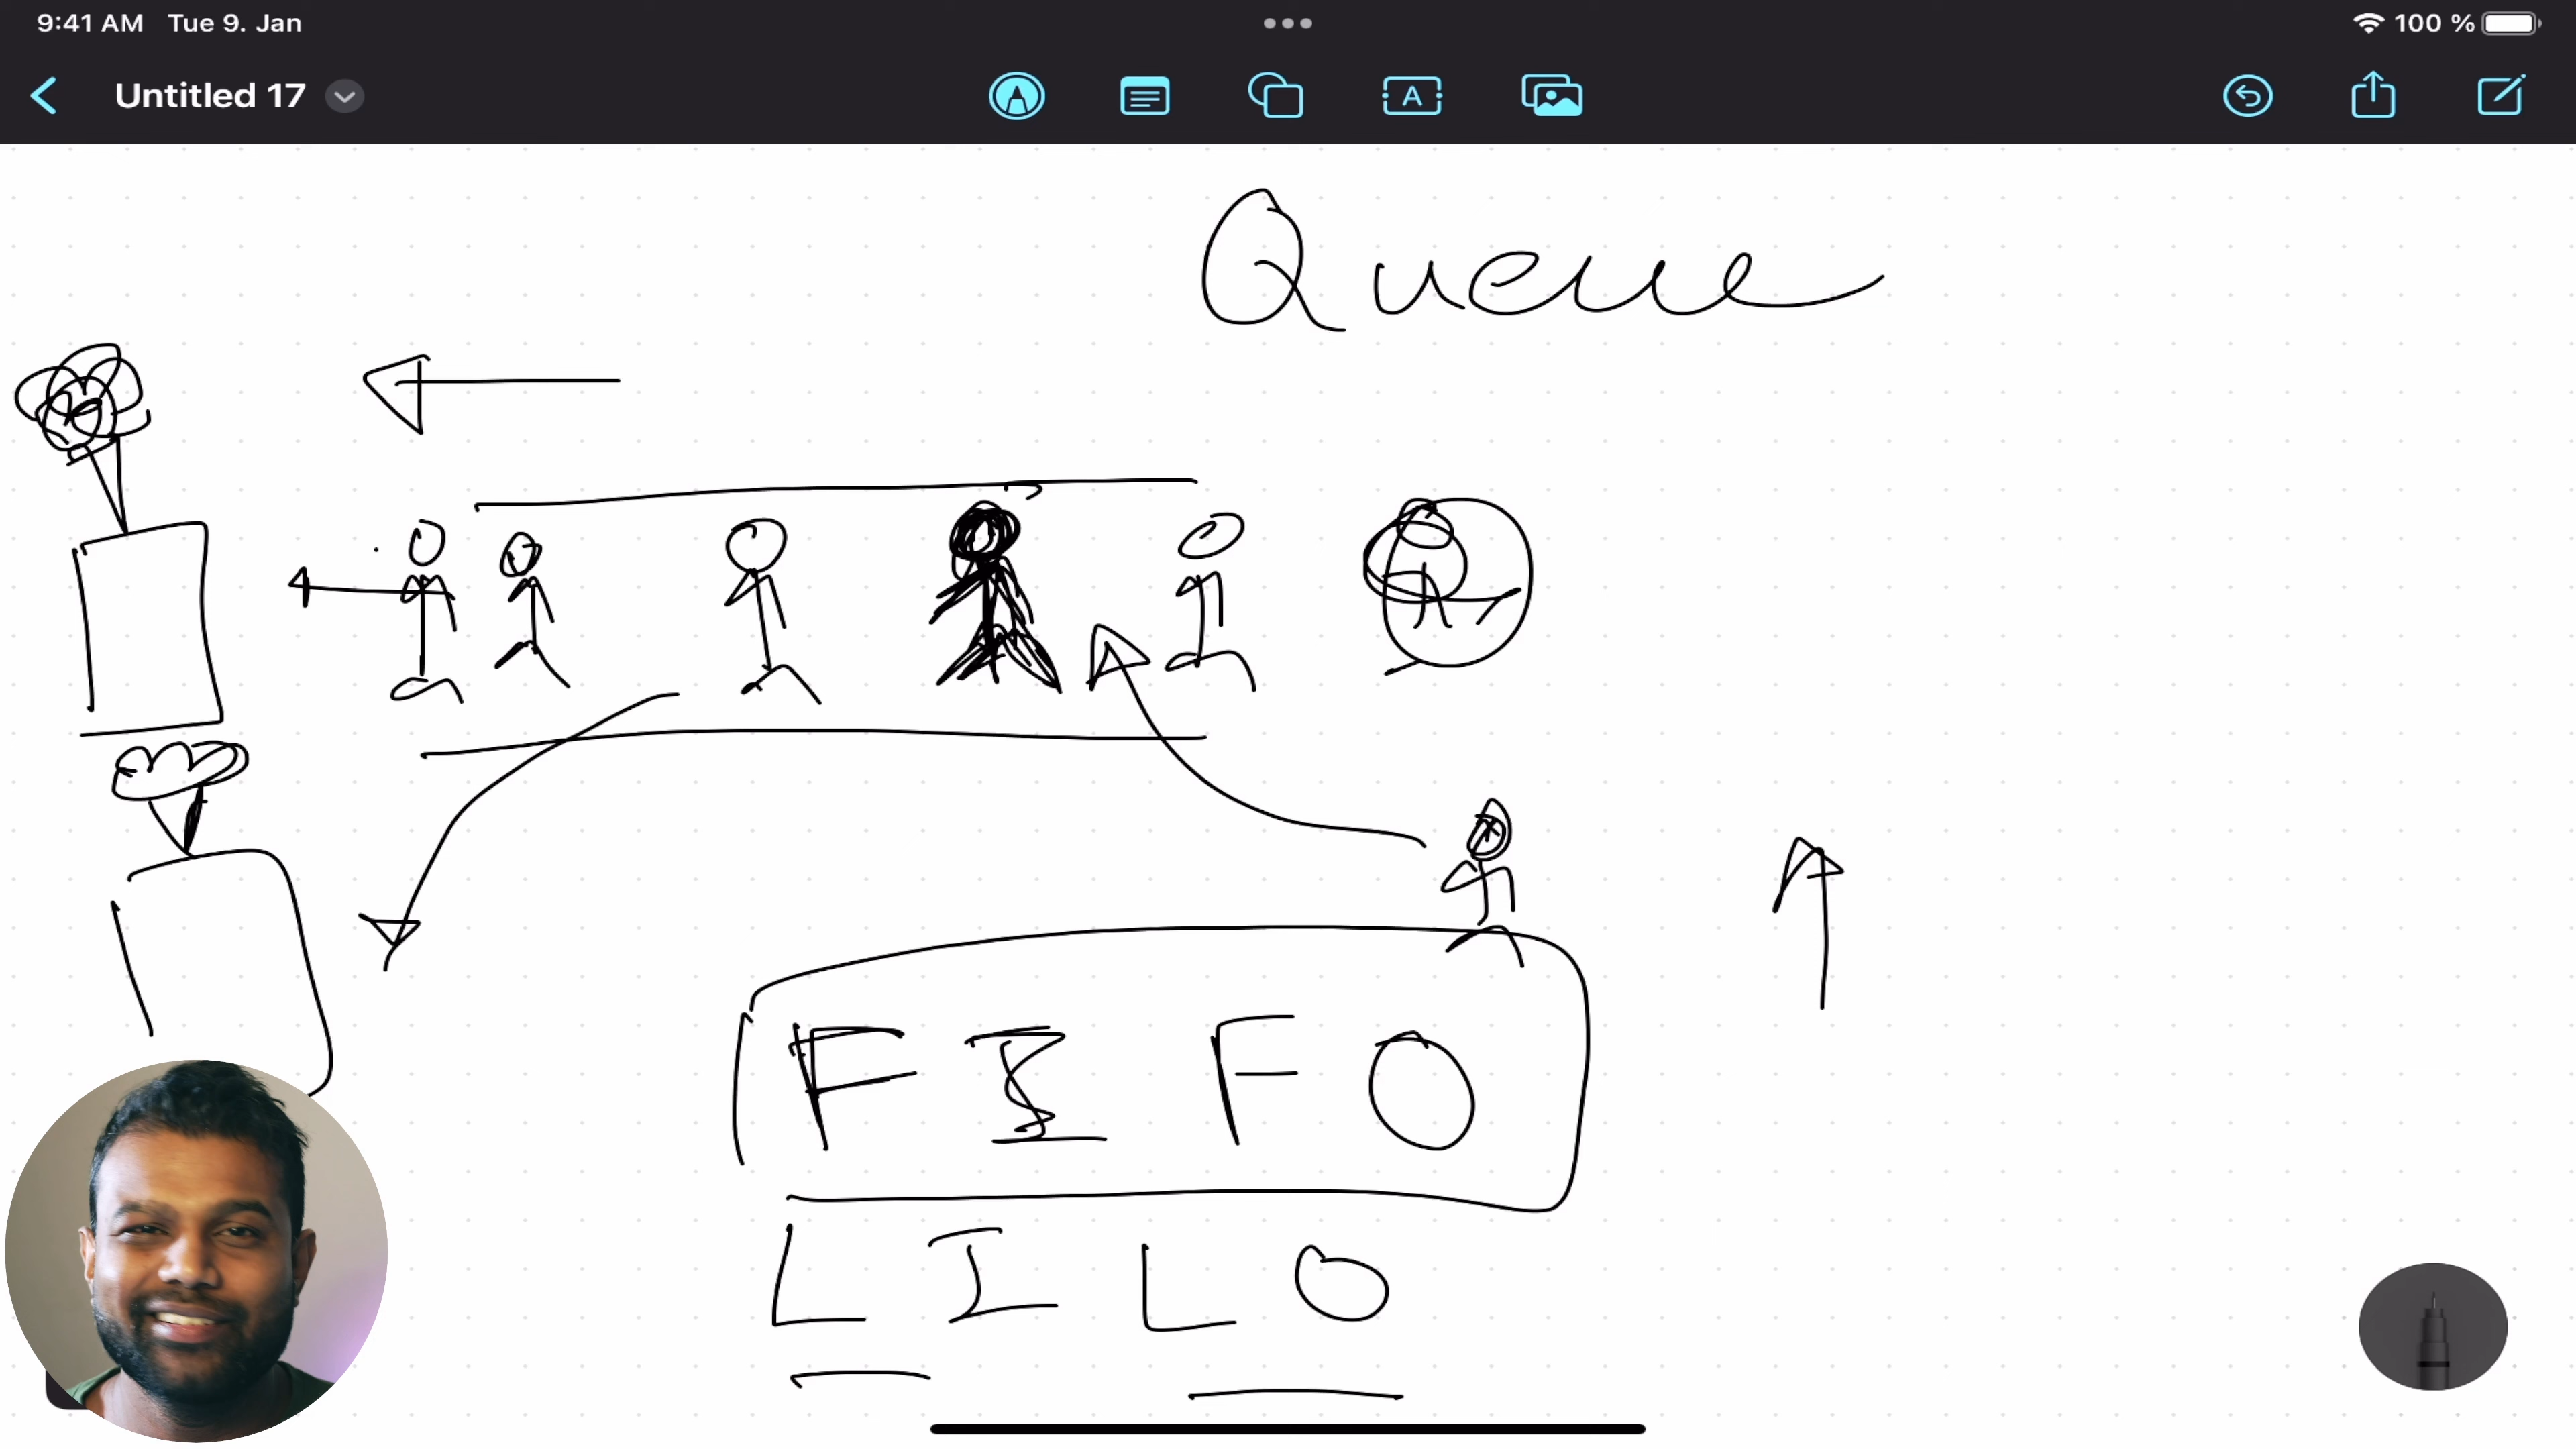 9:41 AM Tue 9. Jan
100 %
Untitled 17
A
Queue
FIFO
LILO